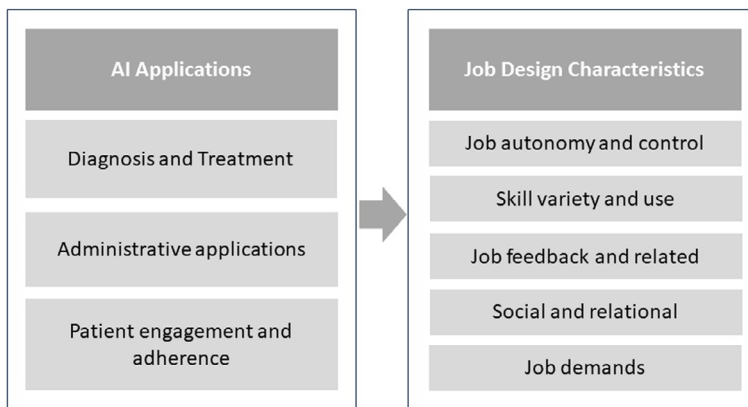 AI Applications
Diagnosis and Treatment
Administrative applications
Patient engagement and
adherence
Job Design Characteristics
Job autonomy and control
Skill variety and use
Job feedback and related
Social and relational
Job demands